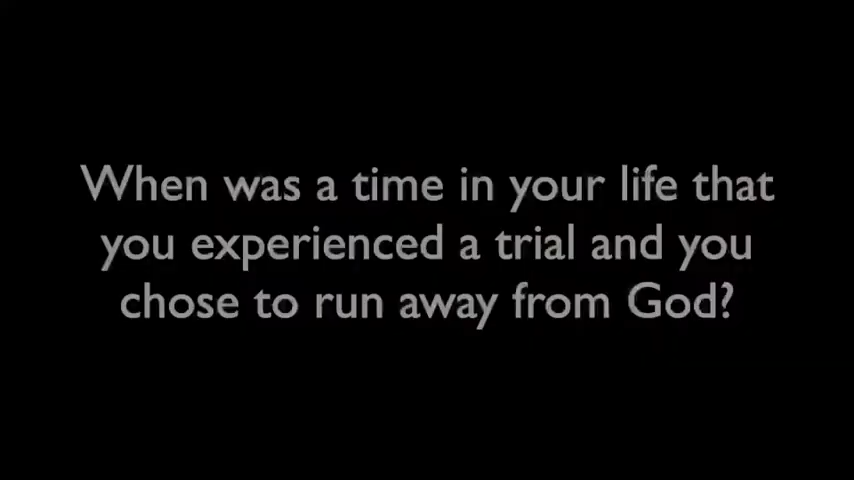 When was a time in your life that
you experienced a trial and you
chose to run away from God?